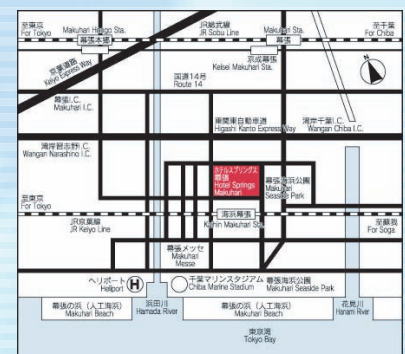 至東京
For Tokyo
Makuhari Hongo Sta.
幕張本郷
JR総武線
JR Sobu Line
Makuhari Sta.
幕張
至千葉
For Chiba
京葉道路
Keiyo Express Way
京成幕張
Keisei Makuhari Sta.
国道14号
Route 14
幕張I.C.
Makuhari I.C.
東関東自動車道
Higashi Kanto Express Way
湾岸千葉I.C.
Wangan Chiba I.C.
湾岸習志野I.C.
Wangan Narashino I.C.
ホテルスプリングス
幕張
Hotel Springs
Makuhari
幕張海浜公園
Makuhari
Seaside Park
至東京
For Tokyo
海浜幕張
Kaihin Makuhari Sta.
JR京葉線
JR Keiyo Line
至蘇我
For Soga
幕張メッセ
Makuhari
Messe
ヘリポート
Heliport
H
千葉マリンスタジアム
Chiba Marine Stadium
幕張海浜公園
Makuhari Seaside Park
幕張の浜（人工海浜）
Makuhari Beach
浜田川
Hamada River
幕張の浜（人工海浜）
Makuhari Beach
花見川
Hanam River
東京湾
Tokyo Bay